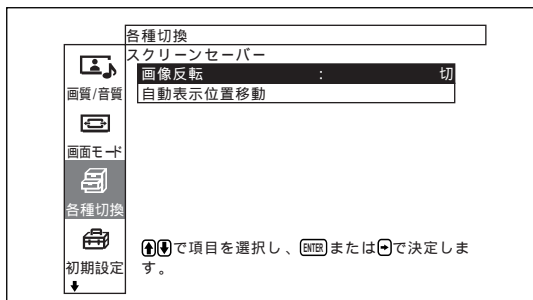 各種切換
スクリーンセーバー
画像反転 : 切
自動表示位置移動
画質/音質
画面モード
各種切換
初期設定
で項目を選択し、ENTERまたはで決定しま
す。